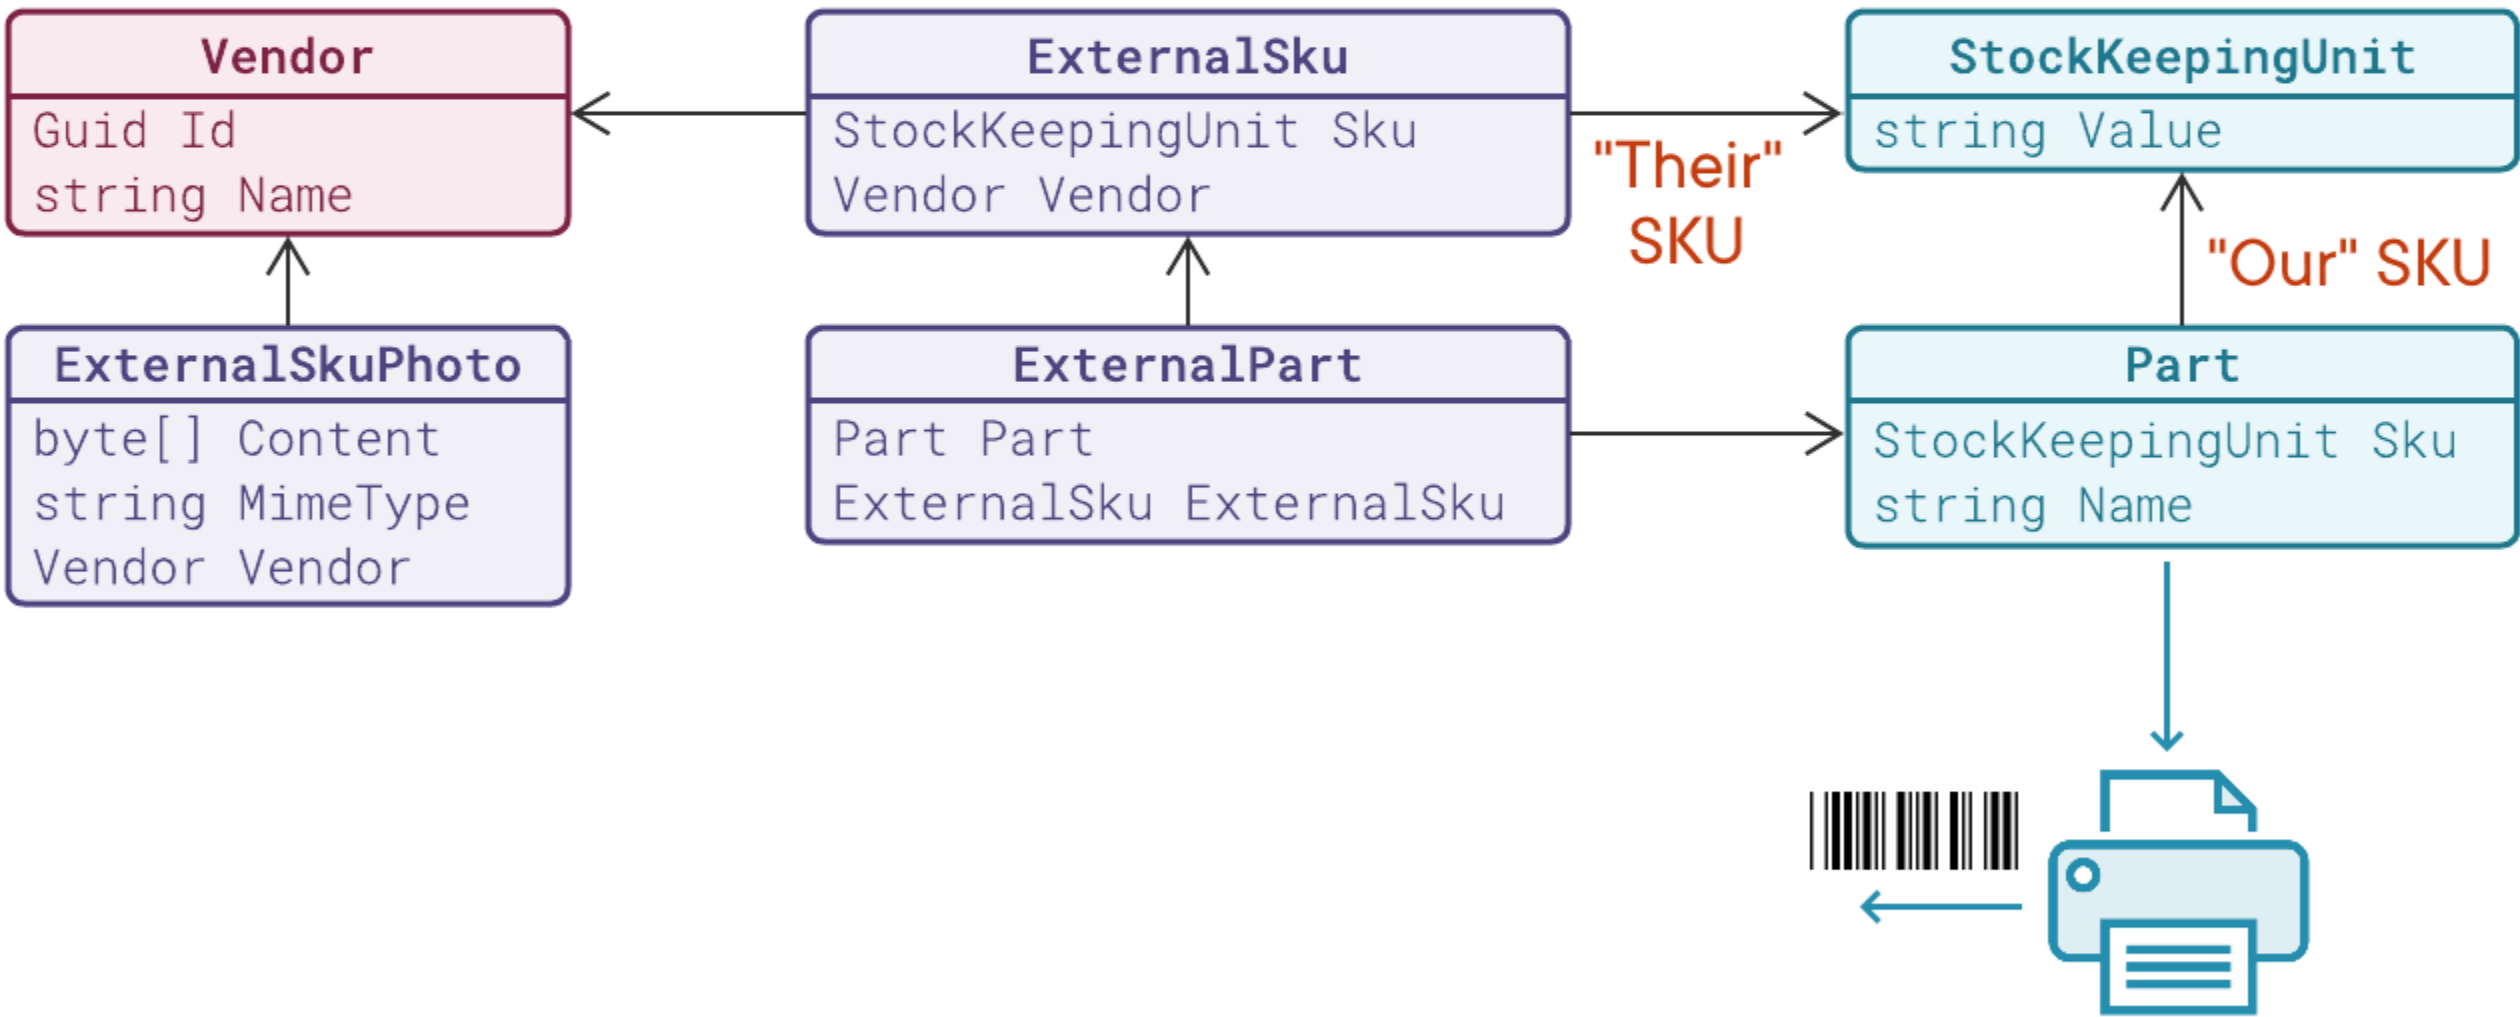 Vendor
Guid Id
string Name
ExternalSku
StockKeepingUnit Sku
Vendor Vendor
StockKeepingUnit
string Value
"Their"
SKU
"Our" SKU
ExternalSkuPhoto
byte[] Content
string MimeType
Vendor Vendor
ExternalPart
Part Part
ExternalSku ExternalSku
Part
StockKeepingUnit Sku
string Name